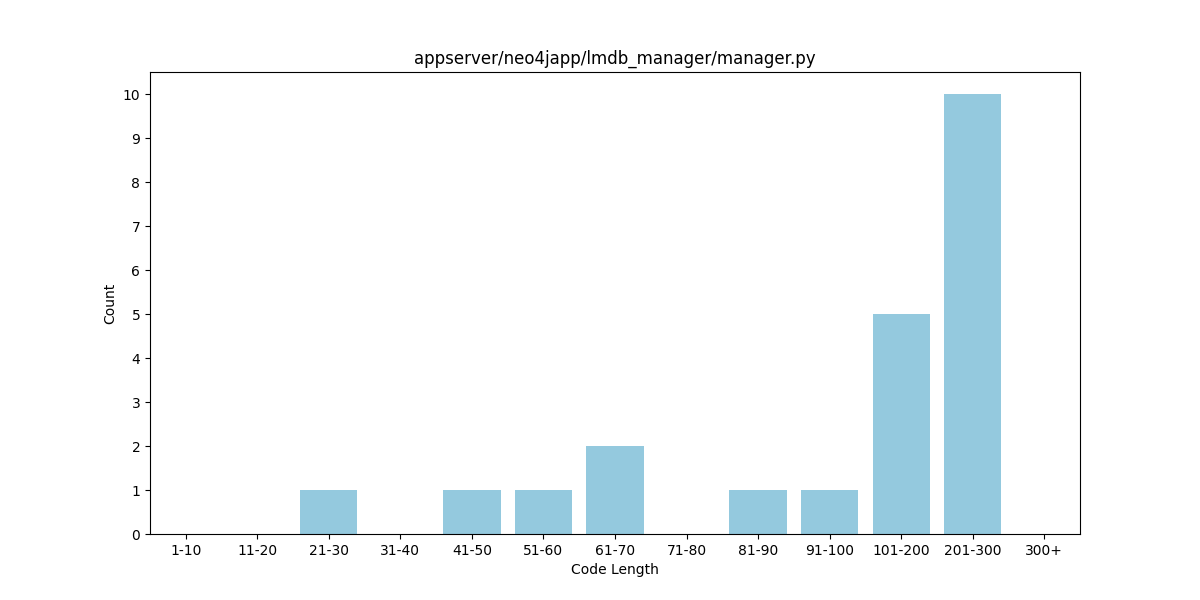 appserver/neo4japp/lmdb_manager/manager.py
Count
10
9
8
7
6
5
4
3
2
1
0
1-10 11-20 21-30 31-40 41-50 51-60 61-70 71-80 81-90 91-100 101-200 201-300 300+
Code Length